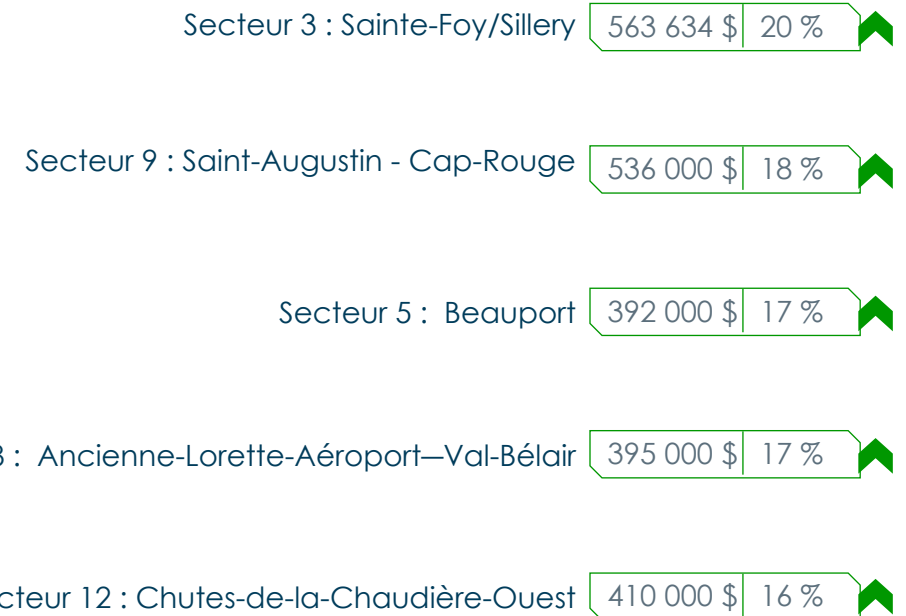 Secteur 3 : Sainte-Foy/Sillery 563 634 $ 20 %
Secteur 9 : Saint-Augustin - Cap-Rouge 536 000 $ 18 %
Secteur 5 : Beauport 392 000 $ 17 %
: Ancienne-Lorette-Aéroport—Val-Bélair 395 000 $ 17 %
cteur 12 : Chutes-de-la-Chaudière-Ouest 410 000 $ 16 %